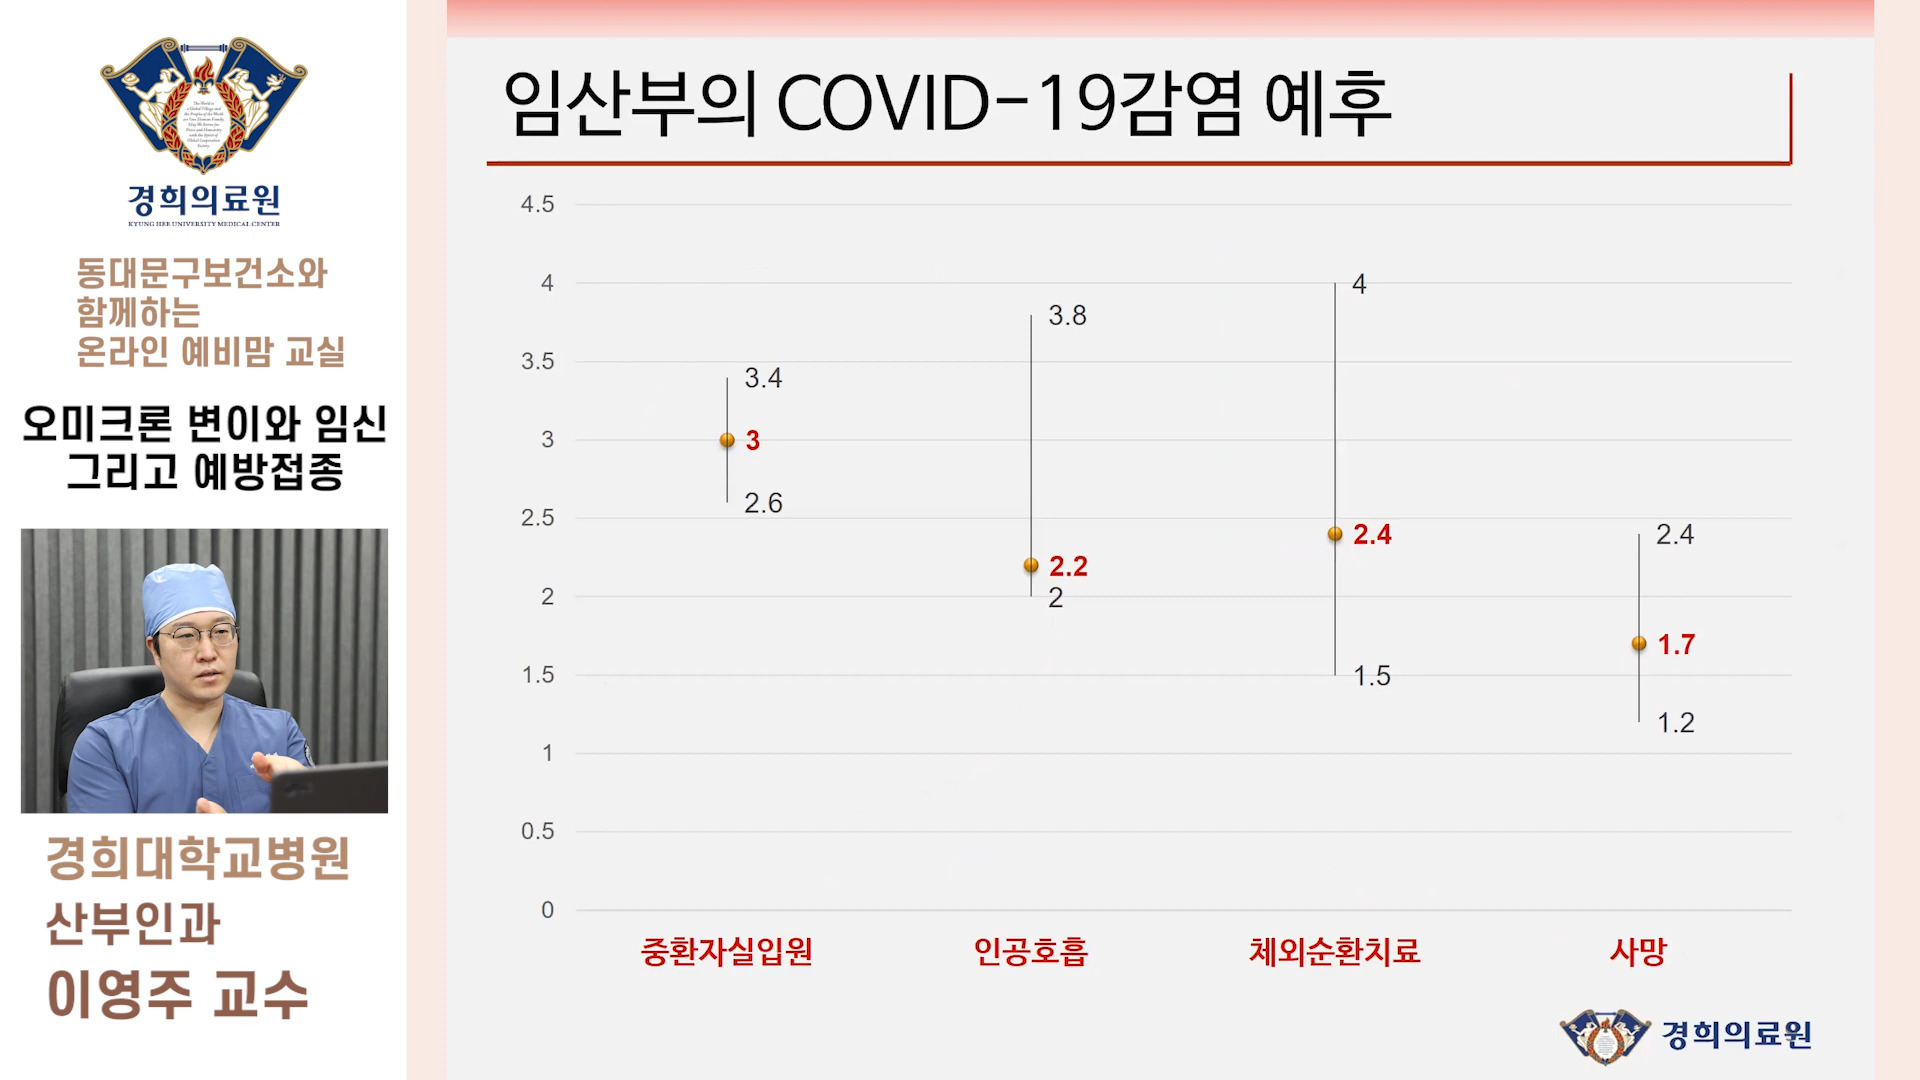 경희의료원
KYUNG HEE UNIVERSITY MEDICAL CENTER
동대문구보건소와
함께하는
온라인 예비맘 교실
오미크론 변이와 임신
그리고 예방접종
경희대학교병원
산부인과
이영주 교수
임산부의 COVID-19감염 예후
4.5
4
3.5
3
2.5
2
1.5
1
0.5
0
3.4
3
2.6
3.8
2.2
2
4
2.4
1.5
2.4
1.7
1.2
중환자실입원
인공호흡
체외순환치료
사망
경희의료원